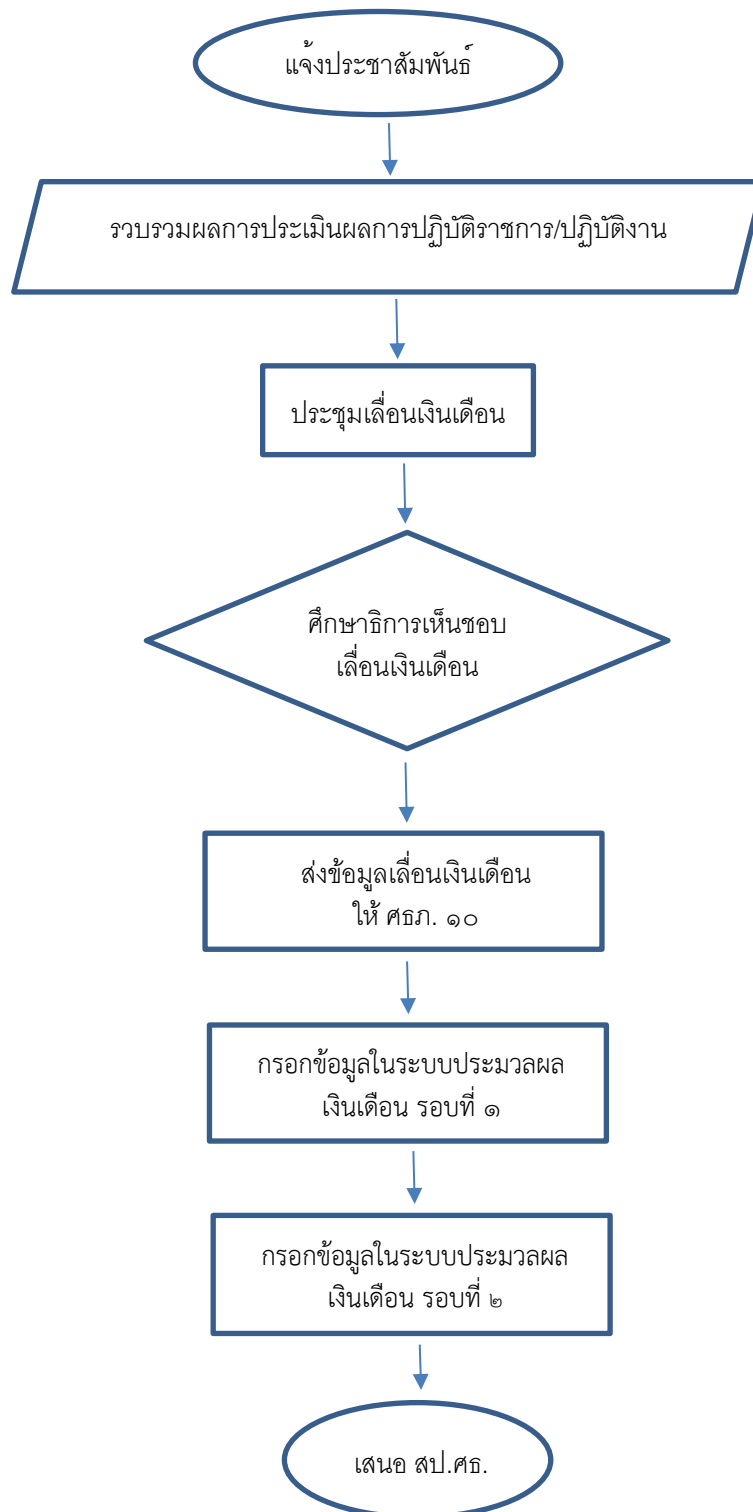 แจ้งประชาสัมพันธ์
รวบรวมผลการประเมินผลการปฏิบัติราชการ/ปฏิบัติงาน
ประชุมเลื่อนเงินเดือน
ศึกษาธิการเห็นชอบ
เลื่อนเงินเดือน
ส่งข้อมูลเลื่อนเงินเดือน
ให้ ศธภ. ๑๐
กรอกข้อมูลในระบบประมวลผล
เงินเดือน รอบที่ ๑
กรอกข้อมูลในระบบประมวลผล
เงินเดือน รอบที่ ๒
เสนอ สป.ศธ.